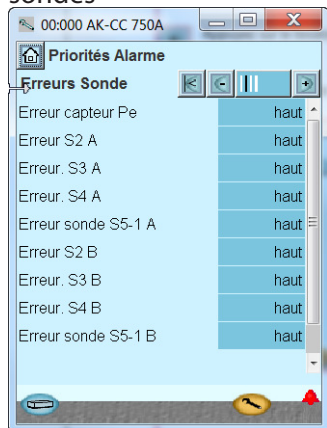 sondes
00:000 AK-CC 750A
Priorités Alarme
Erreurs Sonde
Erreur capteur Pe haut
Erreur S2 A haut
Erreur. S3 A haut
Erreur. S4 A haut
Erreur sonde S5-1 A haut
Erreur S2 B haut
Erreur. S3 B haut
Erreur. S4 B haut
Erreur sonde S5-1 B haut